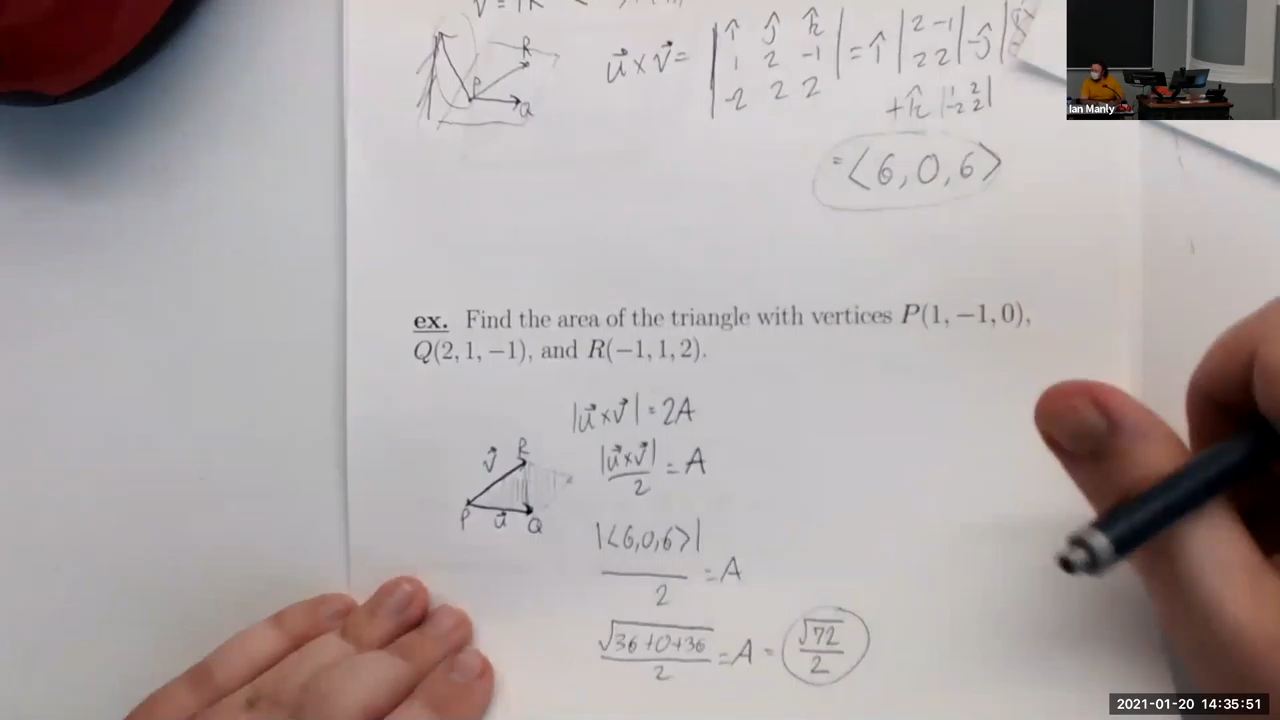 R
P
Q
u⃗ x v⃗ = | î ĵ k̂ | = î | 2 -1 | - ĵ |
| 1 2 -1 | | 2 2 |
| -2 2 2 | + k̂ | 1 2 |
| -2 2 |
= <6, 0, 6>
Ian Manly
ex. Find the area of the triangle with vertices P(1, −1, 0),
Q(2, 1, −1), and R(−1, 1, 2).
|u⃗ x v⃗| = 2A
|u⃗ x v⃗| / 2 = A
v⃗ R
P u⃗ Q
|<6,0,6>| / 2 = A
√36+0+36 / 2 = A = √72 / 2
2021-01-20 14:35:51